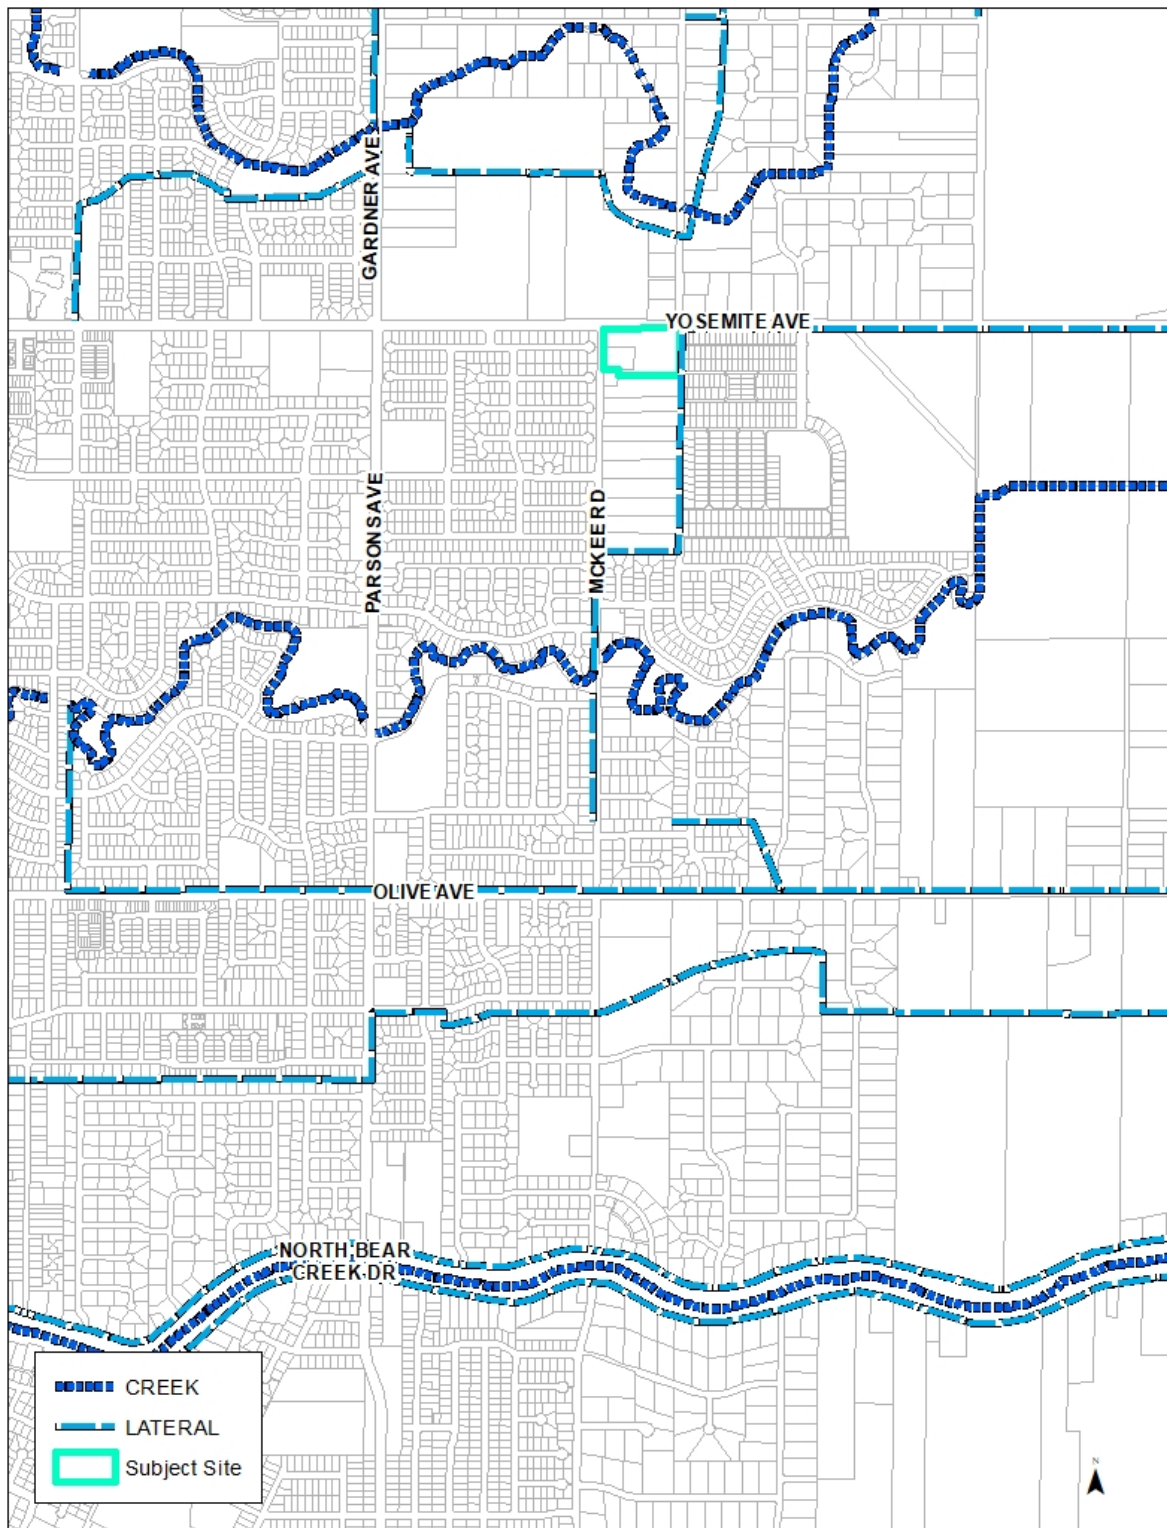 GARDNER AVE
YOSEMITE AVE
PARSONS AVE
MCKEE RD
OLIVE AVE
NORTH BEAR
CREEK DR
CREEK
LATERAL
Subject Site
N